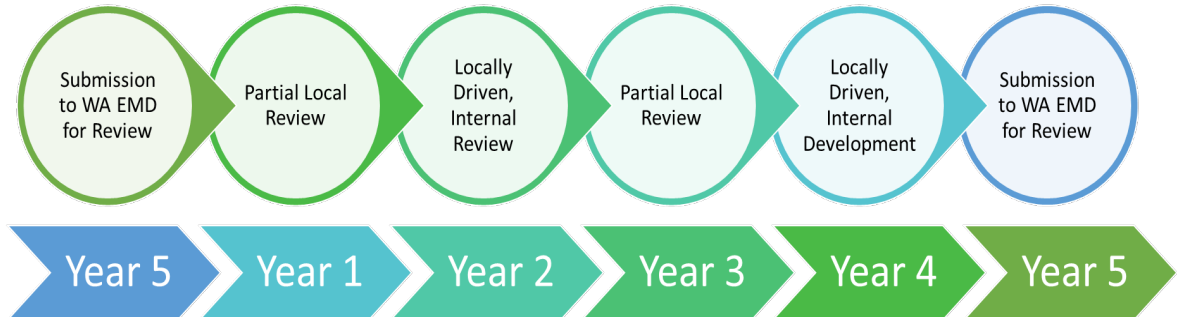 Submission
to WA EMD
for Review
Partial Local
Review
Locally
Driven,
Internal
Review
Partial Local
Review
Locally
Driven,
Internal
Development
Submission
to WA EMD
for Review
Year 5
Year 1
Year 2
Year 3
Year 4
Year 5